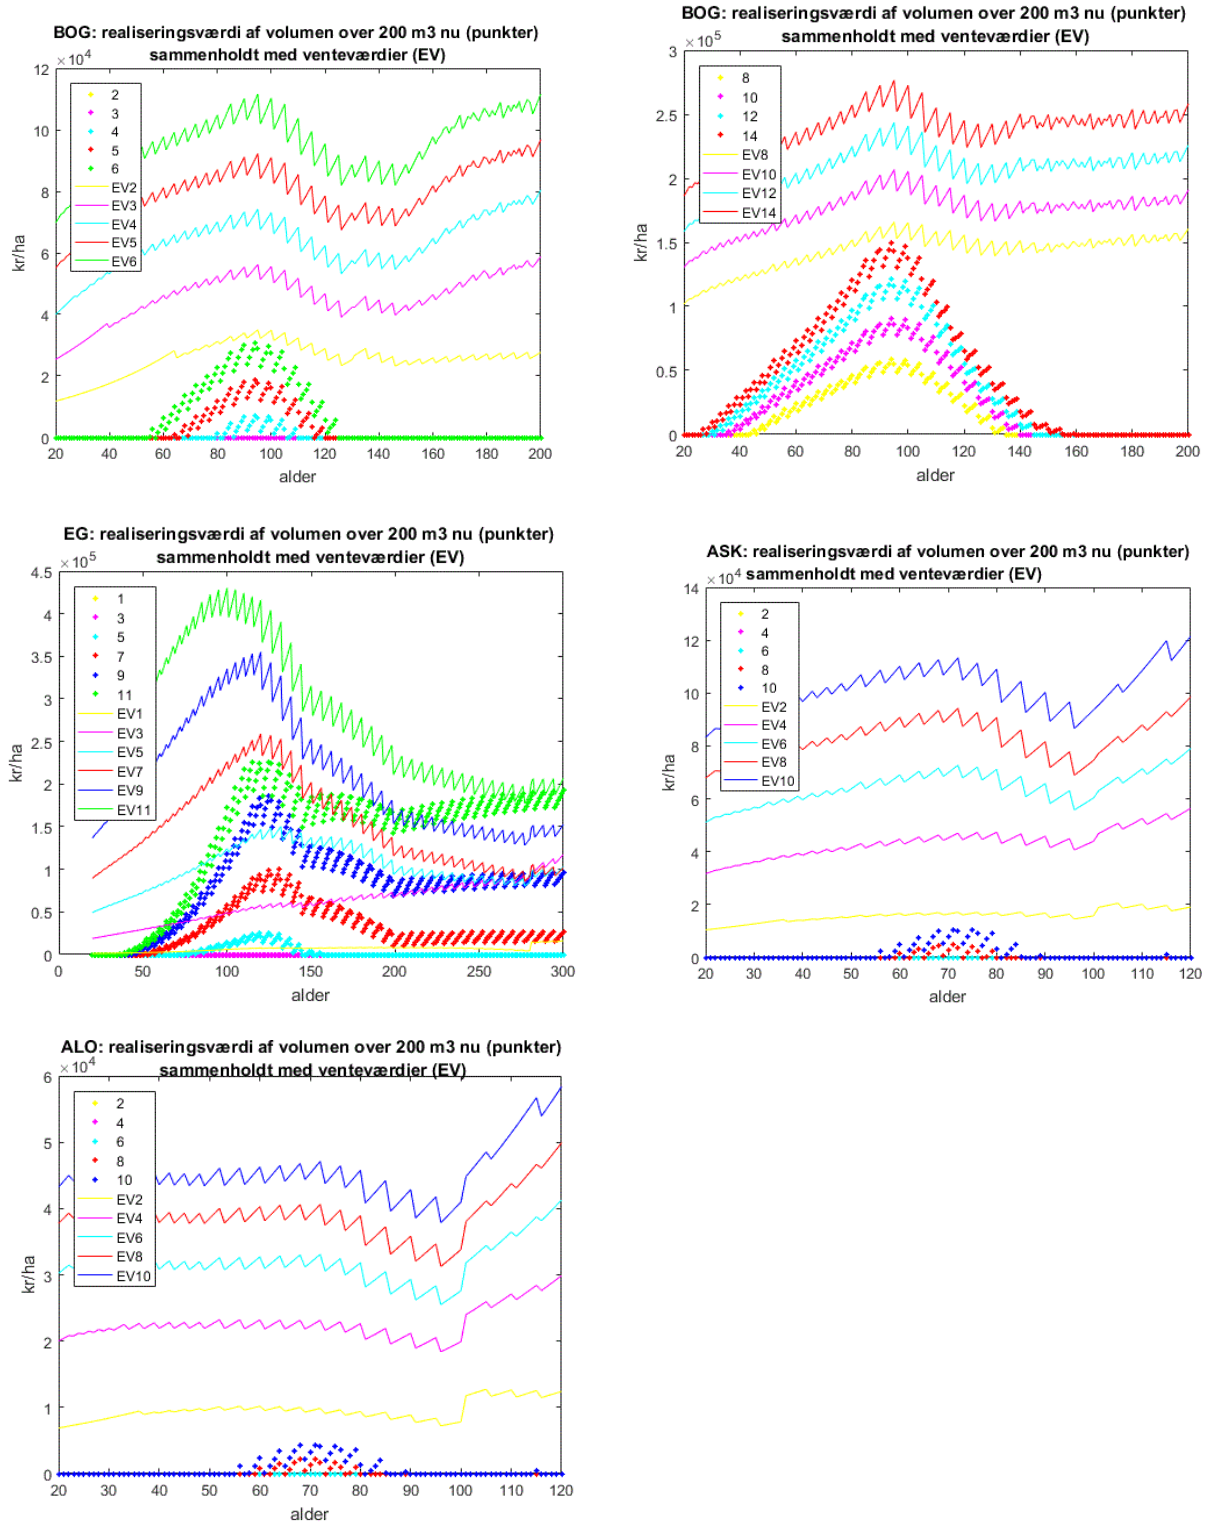 BOG: realiseringsværdi af volumen over 200 m3 nu (punkter)
sammenholdt med venteværdier (EV)
×10^4
12
10
8
6
4
2
0
kr/ha
2
3
4
5
6
EV2
EV3
EV4
EV5
EV6
20 40 60 80 100 120 140 160 180 200
alder
BOG: realiseringsværdi af volumen over 200 m3 nu (punkter)
sammenholdt med venteværdier (EV)
×10^5
3
2.5
2
1.5
1
0.5
0
kr/ha
8
10
12
14
EV8
EV10
EV12
EV14
20 40 60 80 100 120 140 160 180 200
alder
EG: realiseringsværdi af volumen over 200 m3 nu (punkter)
sammenholdt med venteværdier (EV)
×10^5
4.5
4
3.5
3
2.5
2
1.5
1
0.5
0
kr/ha
1
3
5
7
9
11
EV1
EV3
EV5
EV7
EV9
EV11
0 50 100 150 200 250 300
alder
ASK: realiseringsværdi af volumen over 200 m3 nu (punkter)
×10^4 sammenholdt med venteværdier (EV)
14
12
10
8
6
4
2
0
kr/ha
2
4
6
8
10
EV2
EV4
EV6
EV8
EV10
20 30 40 50 60 70 80 90 100 110 120
alder
ALO: realiseringsværdi af volumen over 200 m3 nu (punkter)
×10^4 sammenholdt med venteværdier (EV)
6
5
4
3
2
1
0
kr/ha
2
4
6
8
10
EV2
EV4
EV6
EV8
EV10
20 30 40 50 60 70 80 90 100 110 120
alder